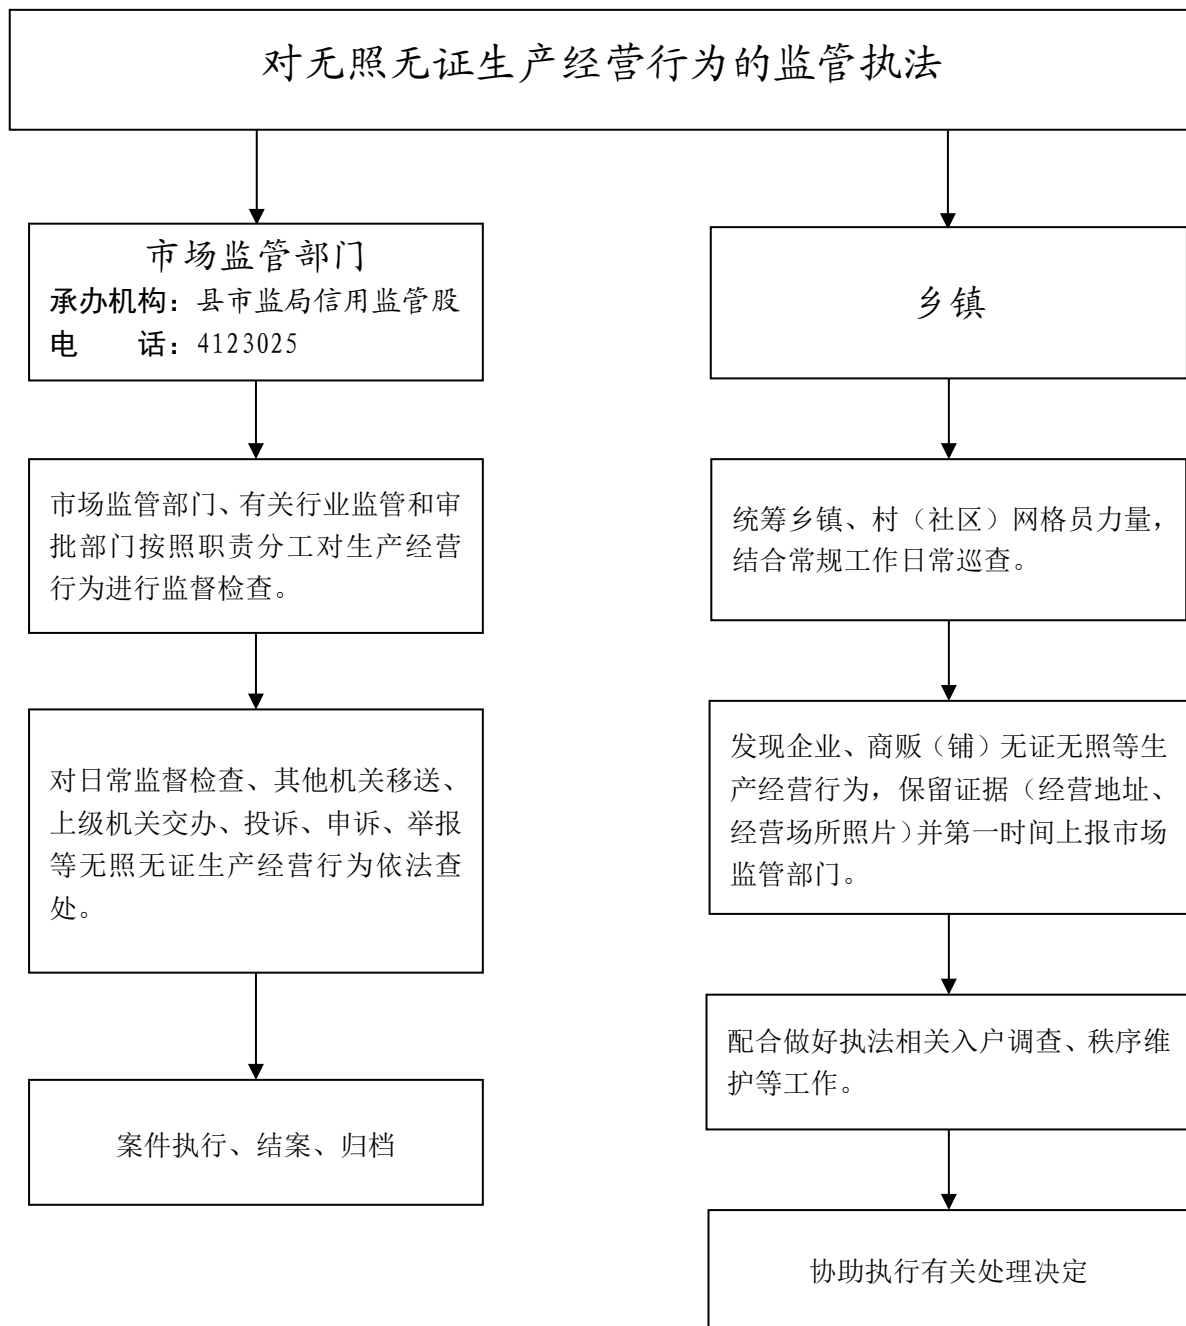 对无照无证生产经营行为的监管执法
市场监管部门
承办机构：县市监局信用监管股
电　　话：4123025
市场监管部门、有关行业监管和审
批部门按照职责分工对生产经营
行为进行监督检查。
对日常监督检查、其他机关移送、
上级机关交办、投诉、申诉、举报
等无照无证生产经营行为依法查
处。
案件执行、结案、归档
乡镇
统筹乡镇、村（社区）网格员力量，
结合常规工作日常巡查。
发现企业、商贩（铺）无证无照等生
产经营行为，保留证据（经营地址、
经营场所照片）并第一时间上报市场
监管部门。
配合做好执法相关入户调查、秩序维
护等工作。
协助执行有关处理决定